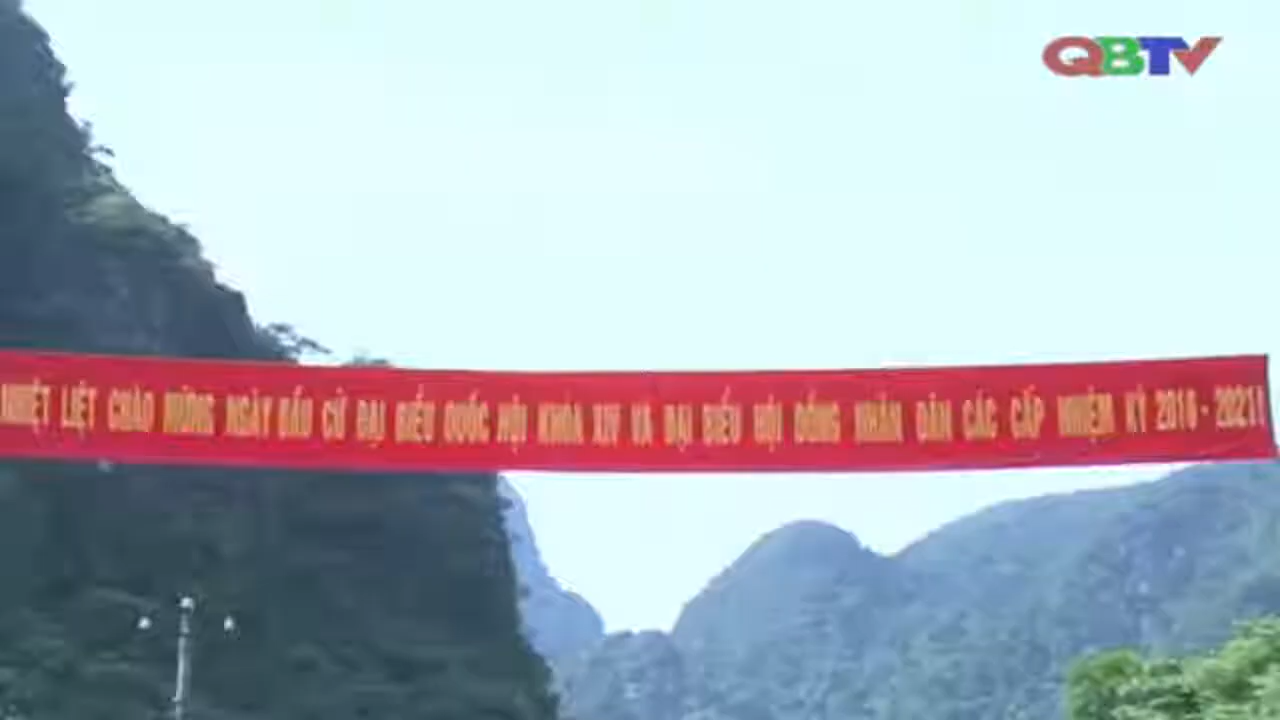 QBTV
NHIỆT LIỆT CHÀO MỪNG NGÀY BẦU CỬ ĐẠI BIỂU QUỐC HỘI KHÓA XIV VÀ ĐẠI BIỂU HỘI ĐỒNG NHÂN DÂN CÁC CẤP NHIỆM KỲ 2016 - 2021!